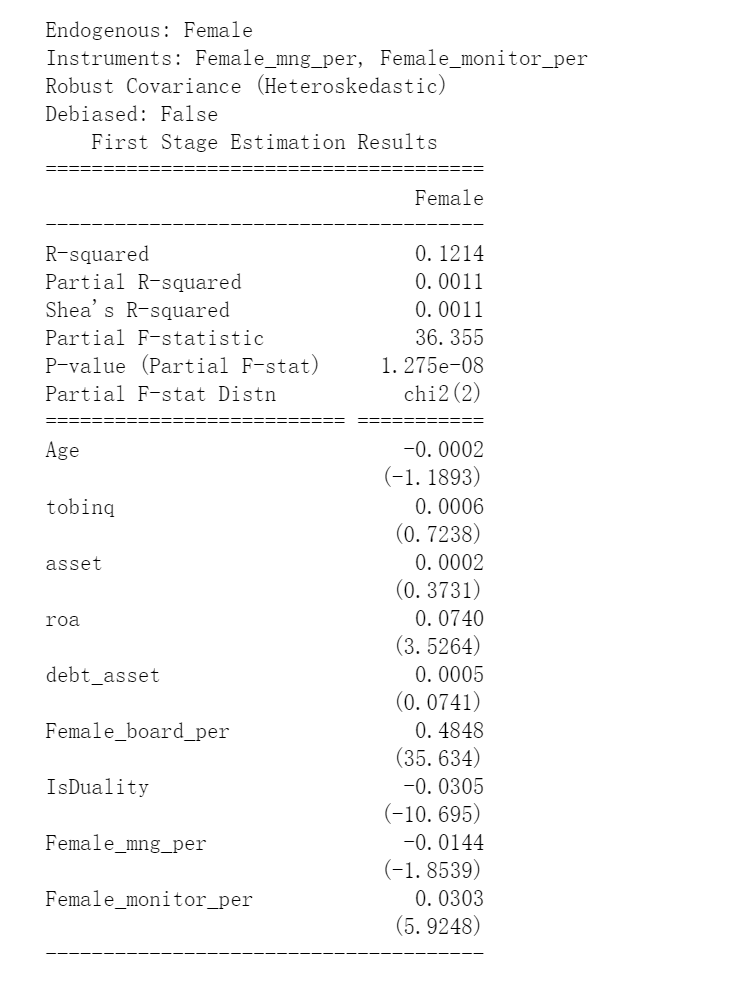 Endogenous: Female
Instruments: Female_mng_per, Female_monitor_per
Robust Covariance (Heteroskedastic)
Debiased: False
First Stage Estimation Results
======================================
Female
--------------------------------------
R-squared 0.1214
Partial R-squared 0.0011
Shea's R-squared 0.0011
Partial F-statistic 36.355
P-value (Partial F-stat) 1.275e-08
Partial F-stat Distn chi2(2)
========================== ===========
Age -0.0002
(-1.1893)
tobinq 0.0006
(0.7238)
asset 0.0002
(0.3731)
roa 0.0740
(3.5264)
debt_asset 0.0005
(0.0741)
Female_board_per 0.4848
(35.634)
IsDuality -0.0305
(-10.695)
Female_mng_per -0.0144
(-1.8539)
Female_monitor_per 0.0303
(5.9248)
--------------------------------------